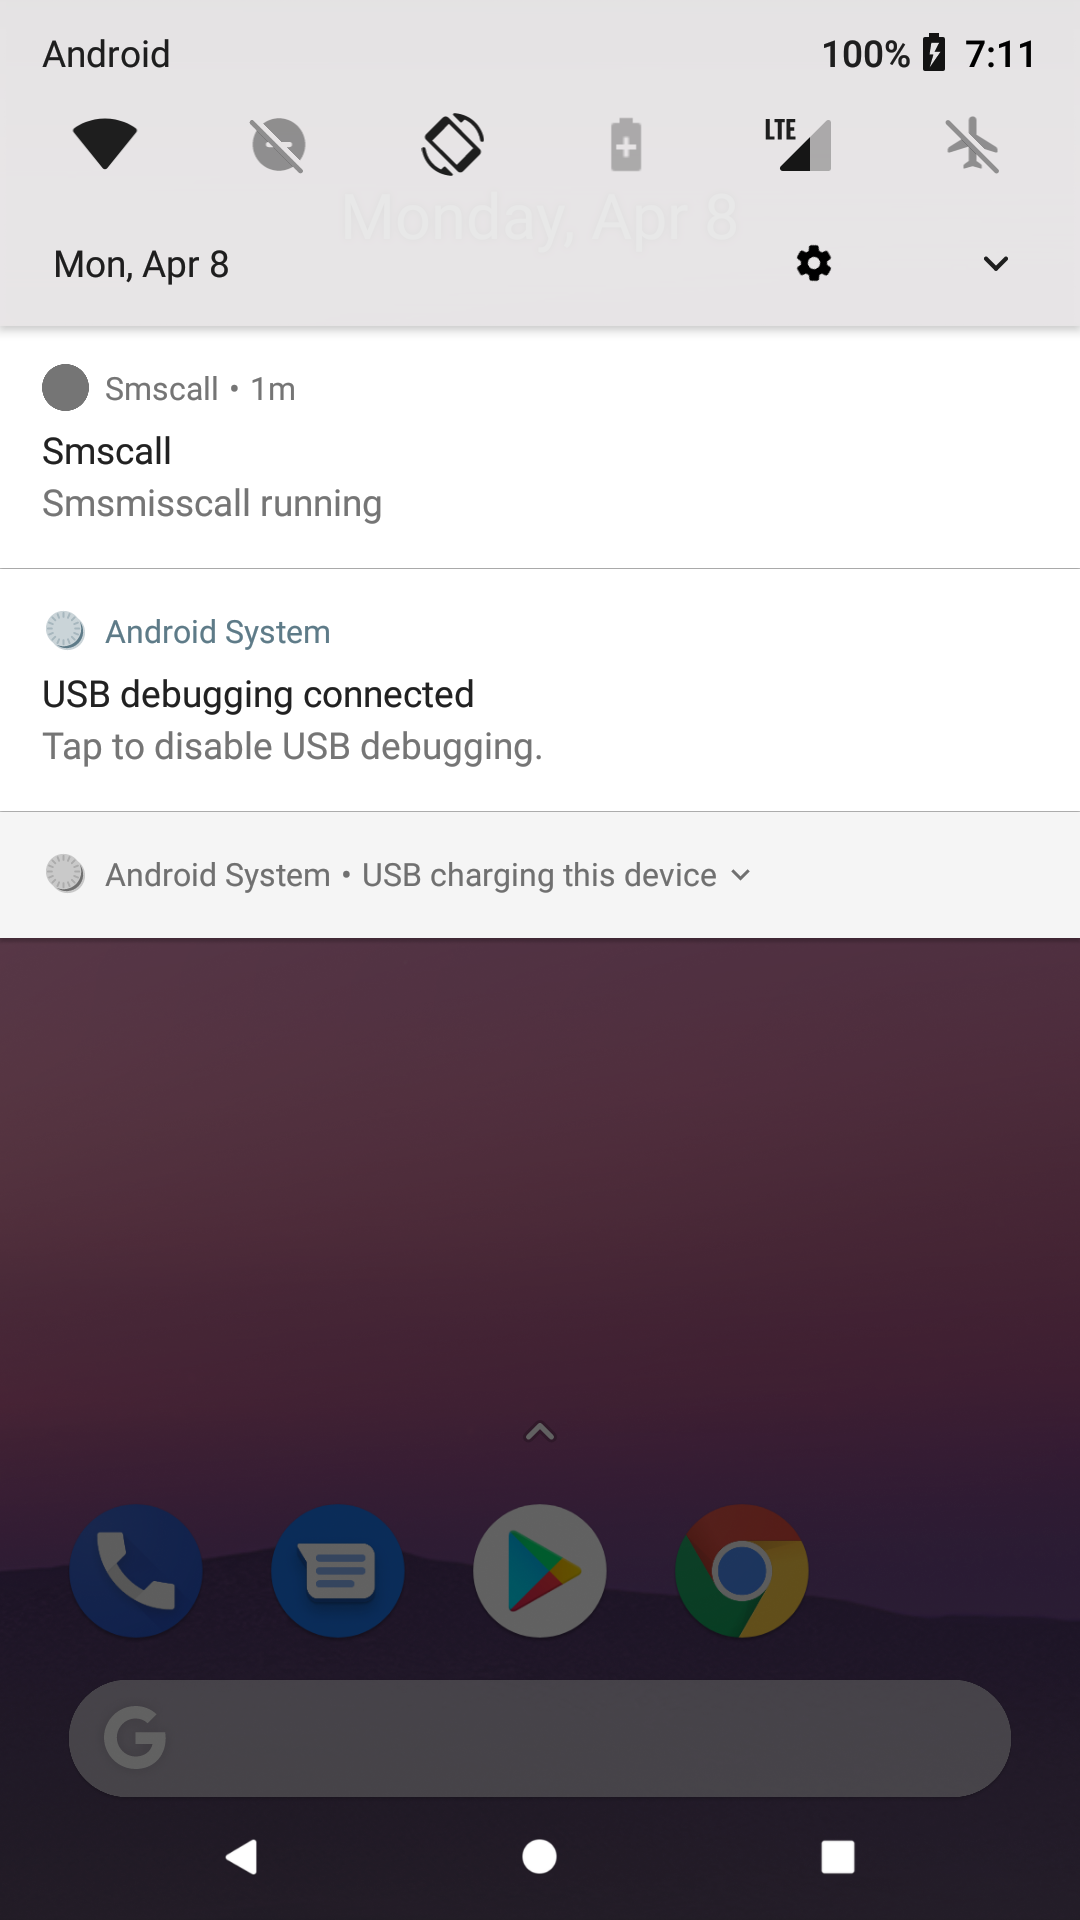 Android 100% 7:11
LTE
Monday, Apr 8
Mon, Apr 8
Smscall • 1m
Smscall
Smsmisscall running
Android System
USB debugging connected
Tap to disable USB debugging.
Android System • USB charging this device
G